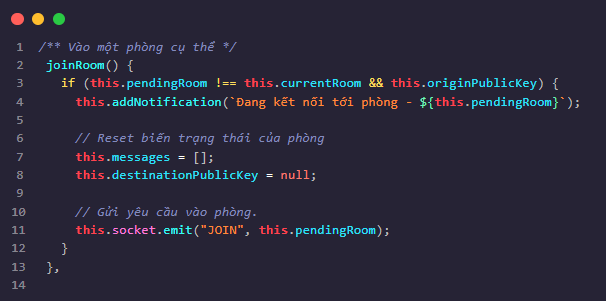 1 /** Vào một phòng cụ thể */
2 joinRoom() {
3 if (this.pendingRoom !== this.currentRoom && this.originPublicKey) {
4 this.addNotification(`Đang kết nối tới phòng - ${this.pendingRoom}`);
5
6 // Reset biến trạng thái của phòng
7 this.messages = [];
8 this.destinationPublicKey = null;
9
10 // Gửi yêu cầu vào phòng.
11 this.socket.emit("JOIN", this.pendingRoom);
12 }
13 },
14